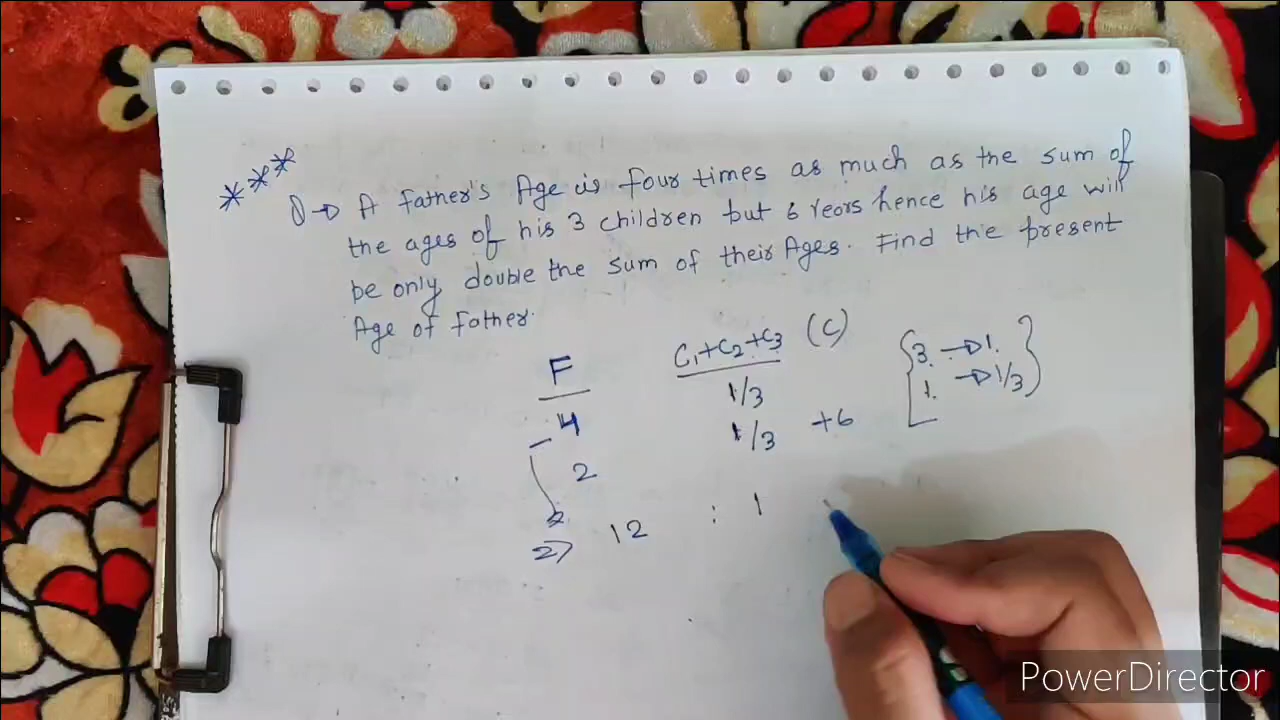 ***
Q→ A father's Age is four times as much as the sum of
the ages of his 3 children but 6 Years hence his age will
be only double the sum of their Ages. Find the present
Age of father.
F C₁+C₂+C₃ (C) 3 → 1
4 1/3 1 → 1/3
2 1/3 +6
12 : 1
PowerDirector